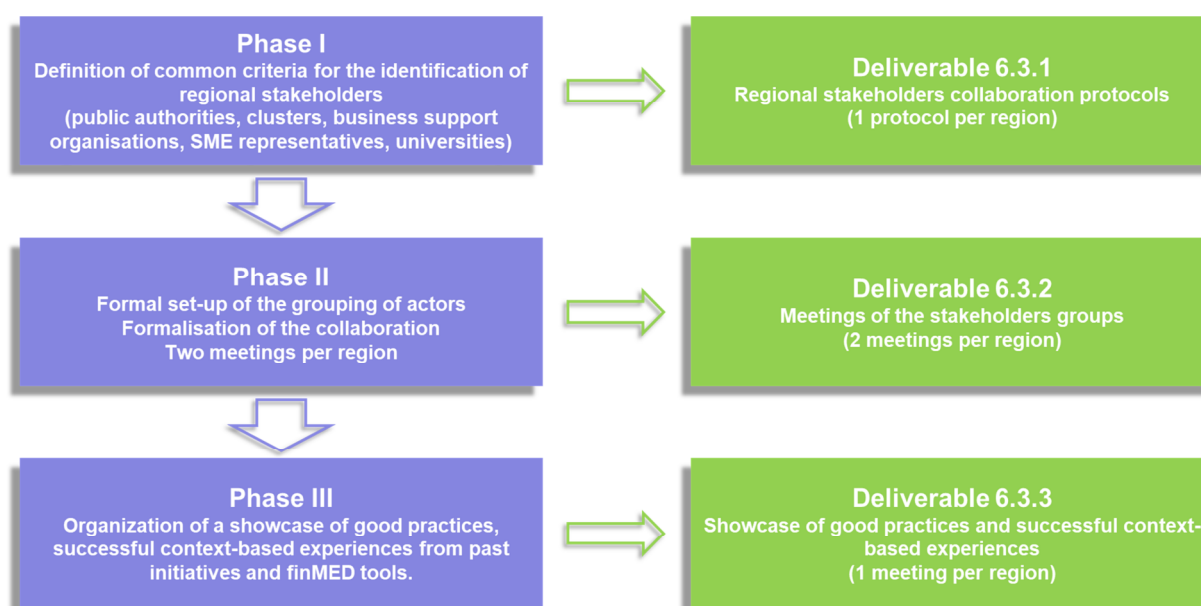 Phase I
Definition of common criteria for the identification of
regional stakeholders
(public authorities, clusters, business support
organisations, SME representatives, universities)
Deliverable 6.3.1
Regional stakeholders collaboration protocols
(1 protocol per region)
Phase II
Formal set-up of the grouping of actors
Formalisation of the collaboration
Two meetings per region
Deliverable 6.3.2
Meetings of the stakeholders groups
(2 meetings per region)
Phase III
Organization of a showcase of good practices,
successful context-based experiences from past
initiatives and finMED tools.
Deliverable 6.3.3
Showcase of good practices and successful context-
based experiences
(1 meeting per region)